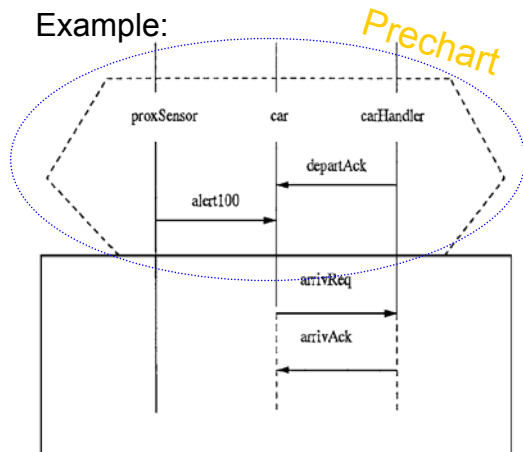 Example:
Prechart
proxSensor car carHandler
departAck
alert100
arrivReq
arrivAck